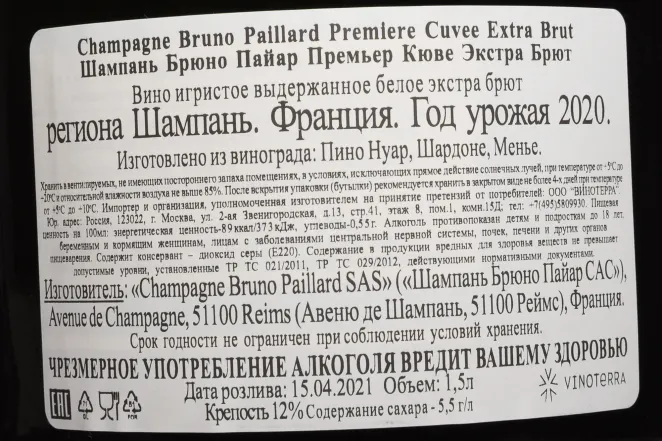 Champagne Bruno Paillard Premiere Cuvee Extra Brut
Шампань Брюно Пайар Премьер Кюве Экстра Брют
Вино игристое выдержанное белое экстра брют
региона Шампань. Франция. Год урожая 2020.
Изготовлено из винограда: Пино Нуар, Шардоне, Менье.
Хранить в вентилируемых, не имеющих постороннего запаха помещениях, в условиях, исключающих прямое действие солнечных лучей, при температуре от +5°С до
+20°С и относительной влажности воздуха не выше 85%. После вскрытия упаковки (бутылки) рекомендуется хранить в закрытом виде не более 4-х дней при температуре
от +5°С до +10°С. Импортер и организация, уполномоченная изготовителем на принятие претензий от потребителей: ООО "ВИНОТЕРРА".
Юр. адрес: Россия, 123022, г. Москва, ул. 2-ая Звенигородская, д.13, стр.41, этаж 8, пом.1, комн.15Д; тел: +7(495)5809930. Пищевая
ценность на 100мл: энергетическая ценность-89ккал/373кДж, углеводы-0,55г. Алкоголь противопоказан детям и подросткам до 18 лет,
беременным и кормящим женщинам, лицам с заболеваниями центральной нервной системы, почек, печени и других органов
пищеварения. Содержит консервант – диоксид серы (Е220). Содержание в продукции вредных для здоровья веществ не превышает
допустимые уровни, установленные ТР ТС 021/2011, ТР ТС 029/2012, действующими нормативными документами.
Изготовитель: «Champagne Bruno Paillard SAS» («Шампань Брюно Пайар САС»),
Avenue de Champagne, 51100 Reims (Авеню де Шампань, 51100 Реймс), Франция.
Срок годности не ограничен при соблюдении условий хранения.
ЧРЕЗМЕРНОЕ УПОТРЕБЛЕНИЕ АЛКОГОЛЯ ВРЕДИТ ВАШЕМУ ЗДОРОВЬЮ
Дата розлива: 15.04.2021 Объем: 1,5л
Крепость 12% Содержание сахара - 5,5 г/л
EAC
VINOTERRA